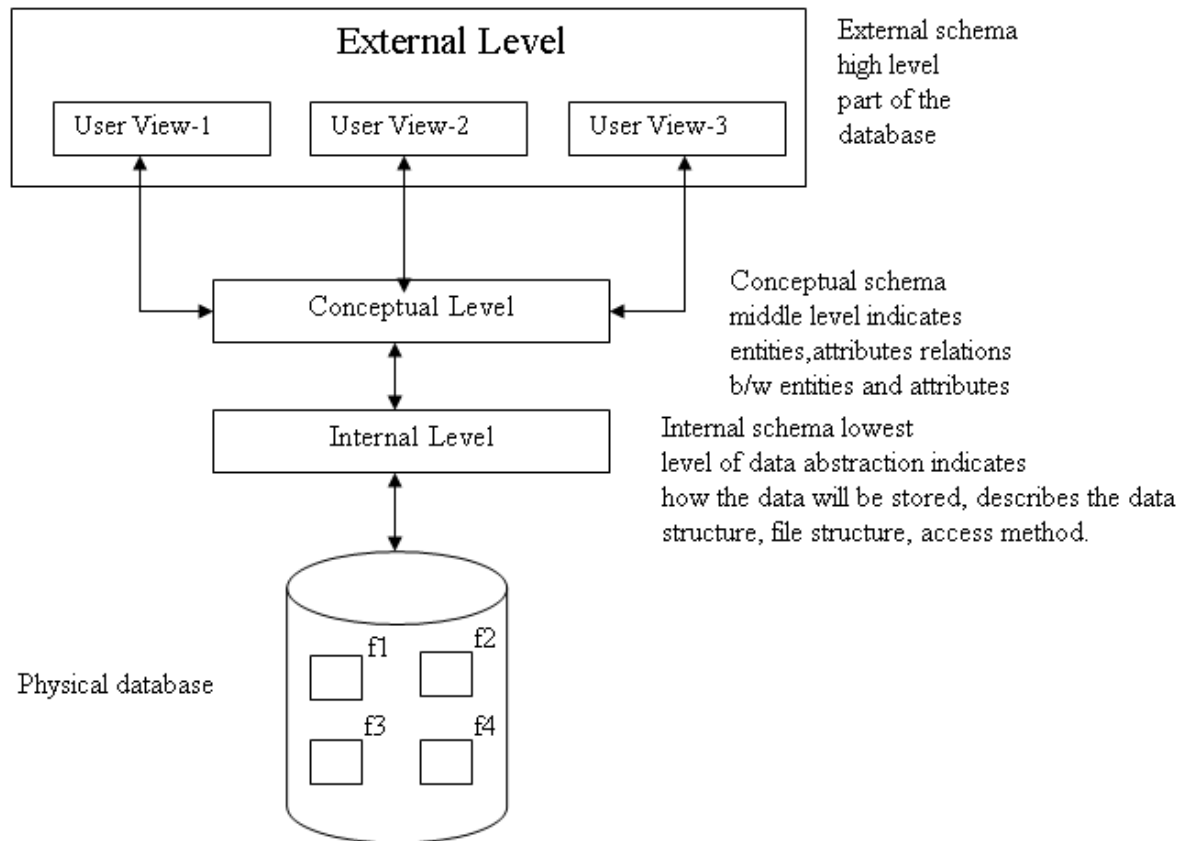 External Level
User View-1
User View-2
User View-3
External schema
high level
part of the
database
Conceptual Level
Conceptual schema
middle level indicates
entities,attributes relations
b/w entities and attributes
Internal Level
Internal schema lowest
level of data abstraction indicates
how the data will be stored, describes the data
structure, file structure, access method.
Physical database
f1
f2
f3
f4